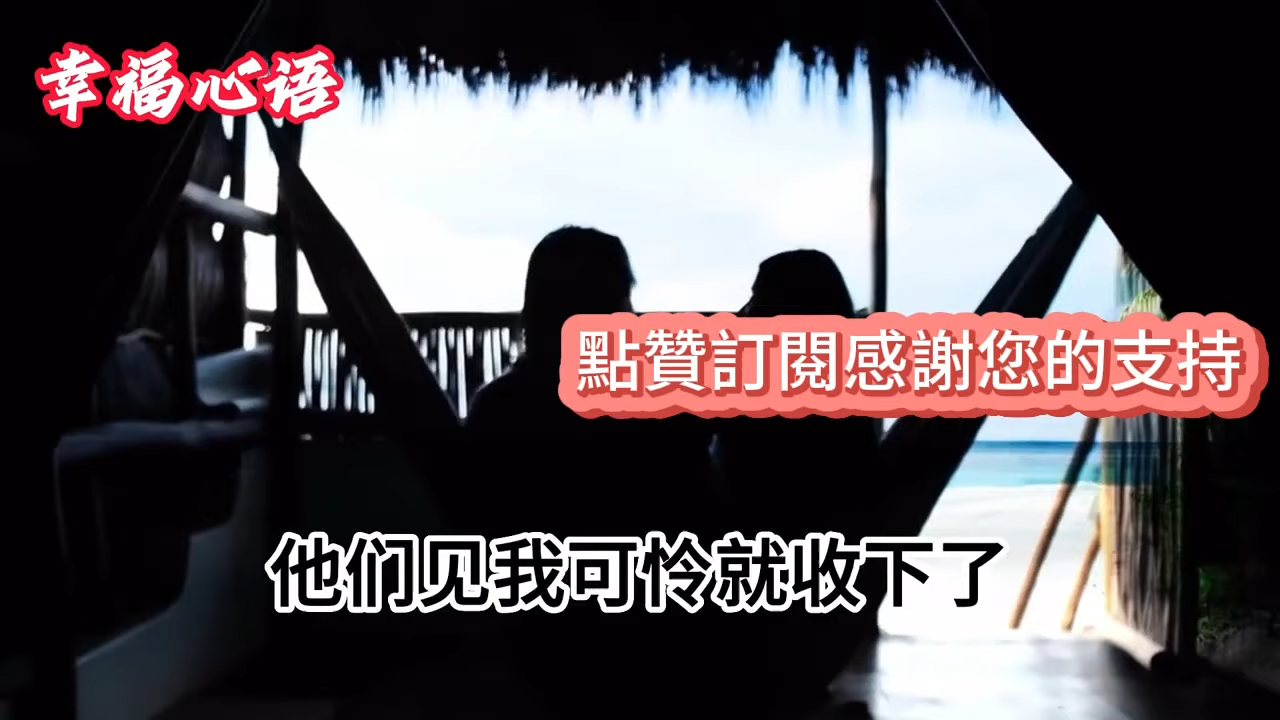 幸福心语
點贊訂閱感謝您的支持
他们见我可怜就收下了